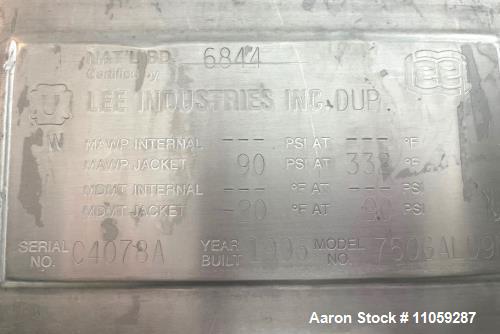 NAT'L BD. 6844
Certified by
U LEE INDUSTRIES INC. DUP. LEE
W
MAWP INTERNAL --- PSI AT --- °F
MAWP JACKET 90 PSI AT 332 °F
MDMT INTERNAL --- °F AT --- PSI
MDMT JACKET -20 °F AT 90 PSI
SERIAL NO. C4078A YEAR BUILT MODEL NO.
Aaron Stock # 11059287